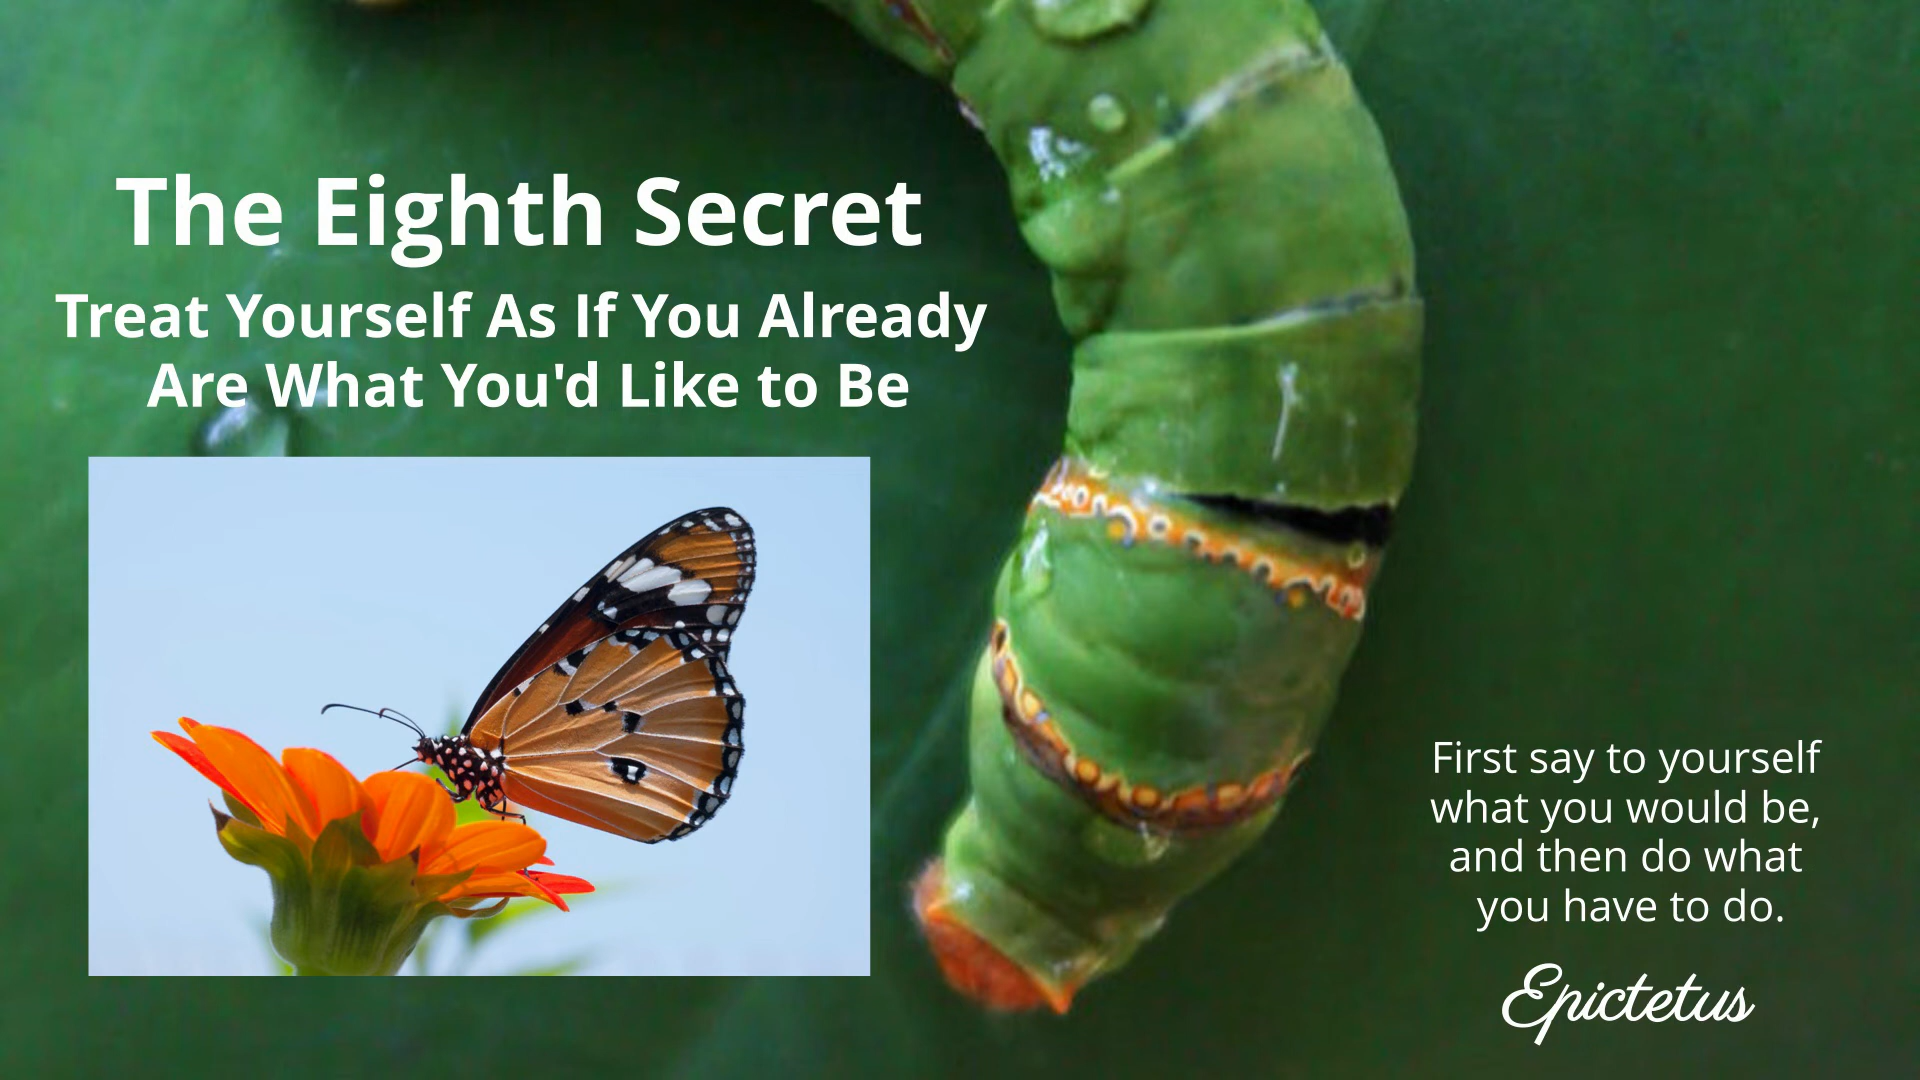 The Eighth Secret
Treat Yourself As If You Already
Are What You'd Like to Be
First say to yourself
what you would be,
and then do what
you have to do.
Epictetus